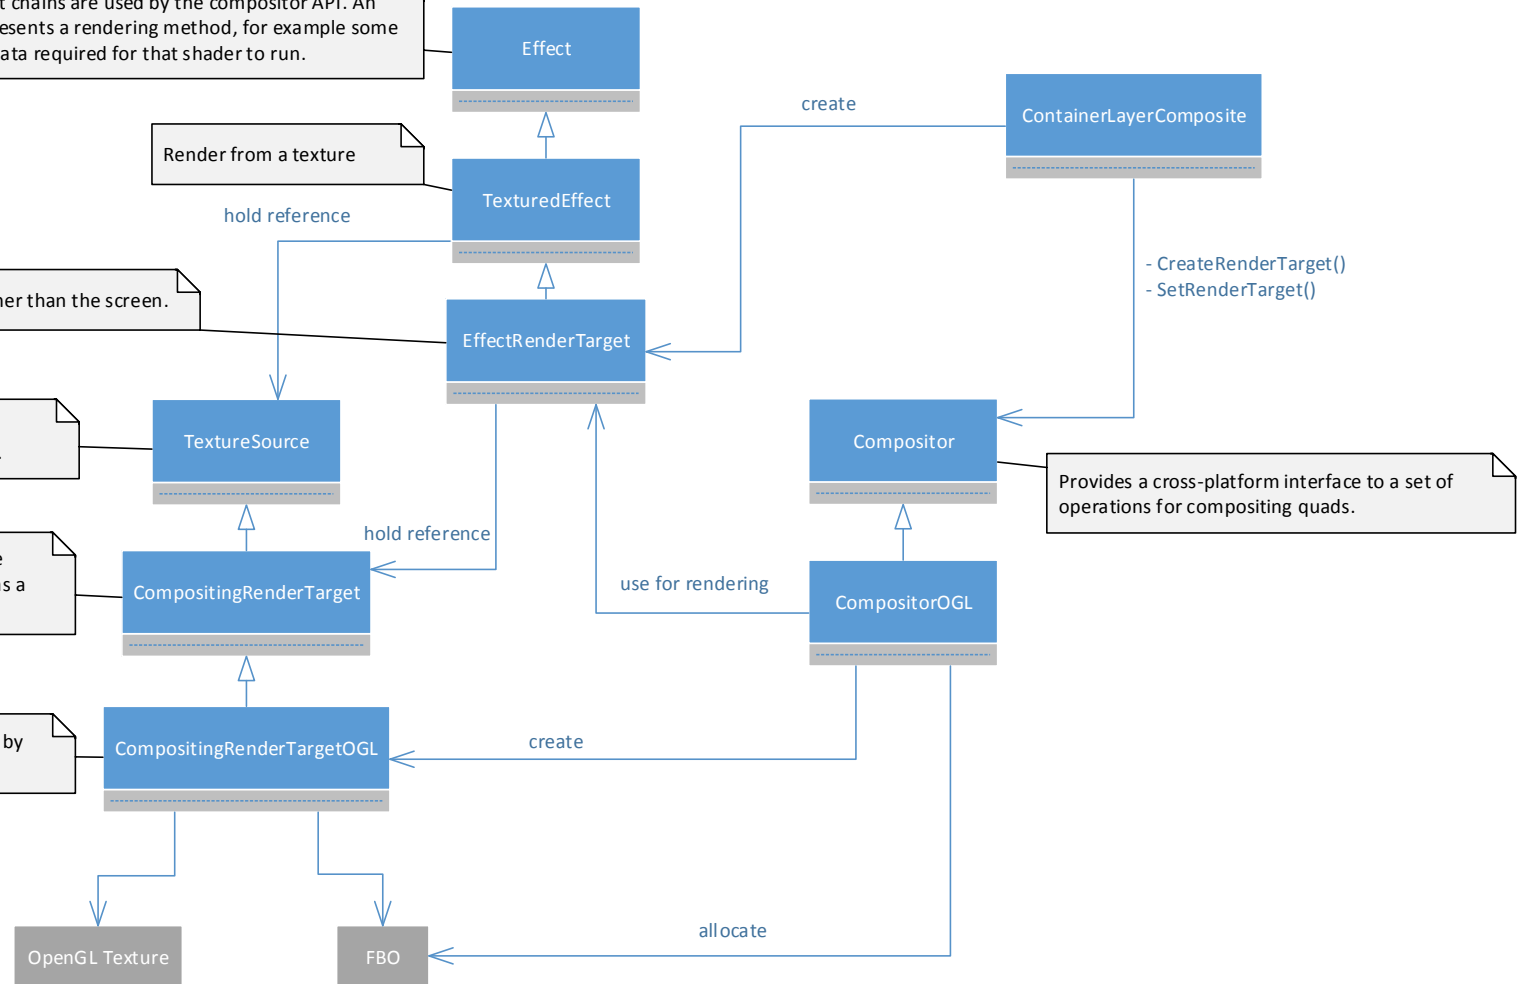 t chains are used by the compositor API. An
esents a rendering method, for example some
ata required for that shader to run.
Effect
create
ContainerLayerComposite
Render from a texture
TexturedEffect
hold reference
- CreateRenderTarget()
- SetRenderTarget()
her than the screen.
EffectRenderTarget
TextureSource
Compositor
Provides a cross-platform interface to a set of
operations for compositing quads.
hold reference
e
as a
CompositingRenderTarget
use for rendering
CompositorOGL
by
CompositingRenderTargetOGL
create
allocate
OpenGL Texture
FBO